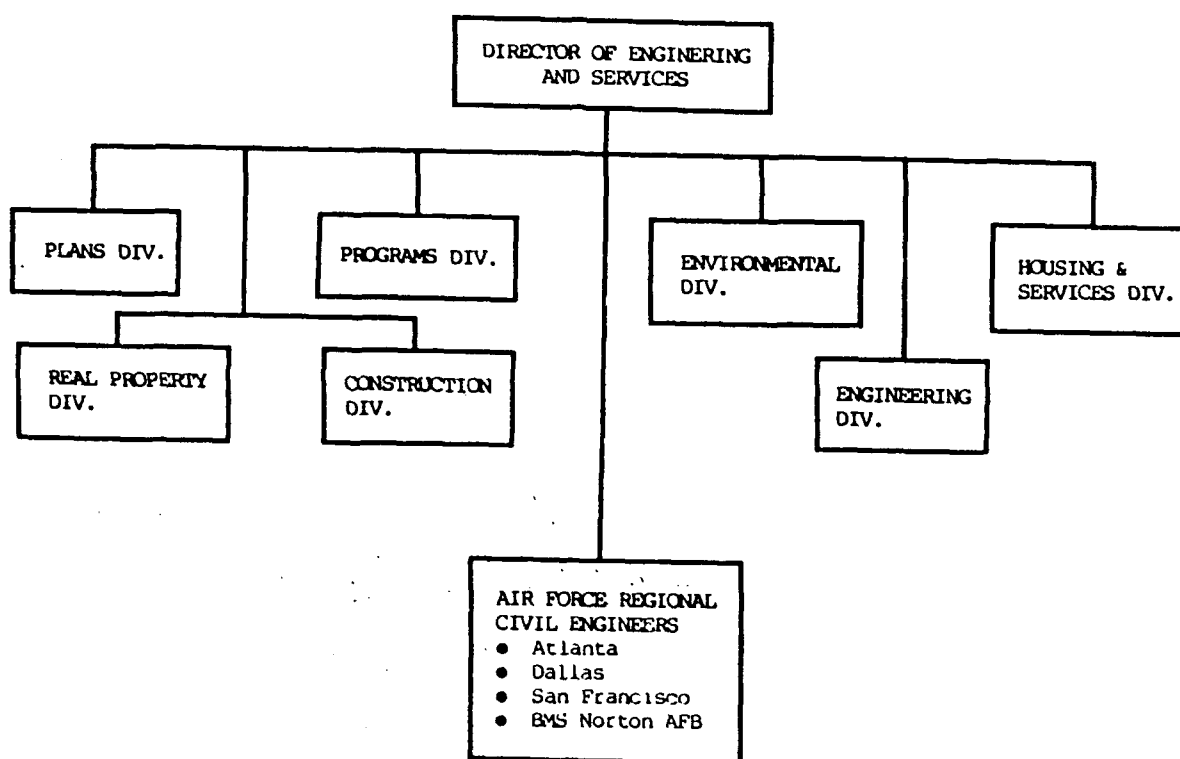 DIRECTOR OF ENGINERING
AND SERVICES
PLANS DIV.
PROGRAMS DIV.
ENVIRONMENTAL
DIV.
HOUSING &
SERVICES DIV.
REAL PROPERTY
DIV.
CONSTRUCTION
DIV.
ENGINEERING
DIV.
AIR FORCE REGIONAL
CIVIL ENGINEERS
● Atlanta
● Dallas
● San Francisco
● BMS Norton AFB